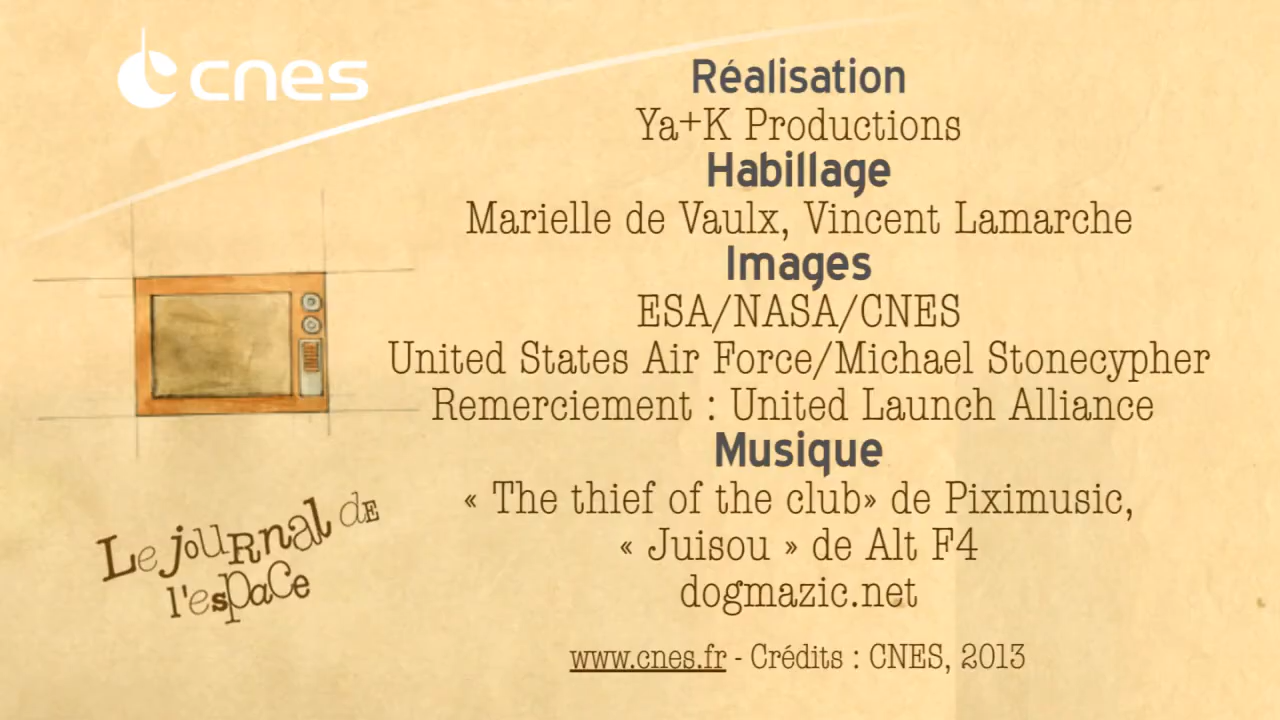 cnes
Réalisation
Ya+K Productions
Habillage
Marielle de Vaulx, Vincent Lamarche
Images
ESA/NASA/CNES
United States Air Force/Michael Stonecypher
Remerciement : United Launch Alliance
Musique
« The thief of the club» de Piximusic,
« Juisou » de Alt F4
dogmazic.net
Le joURnal dE
l'espaCe
www.cnes.fr - Crédits : CNES, 2013